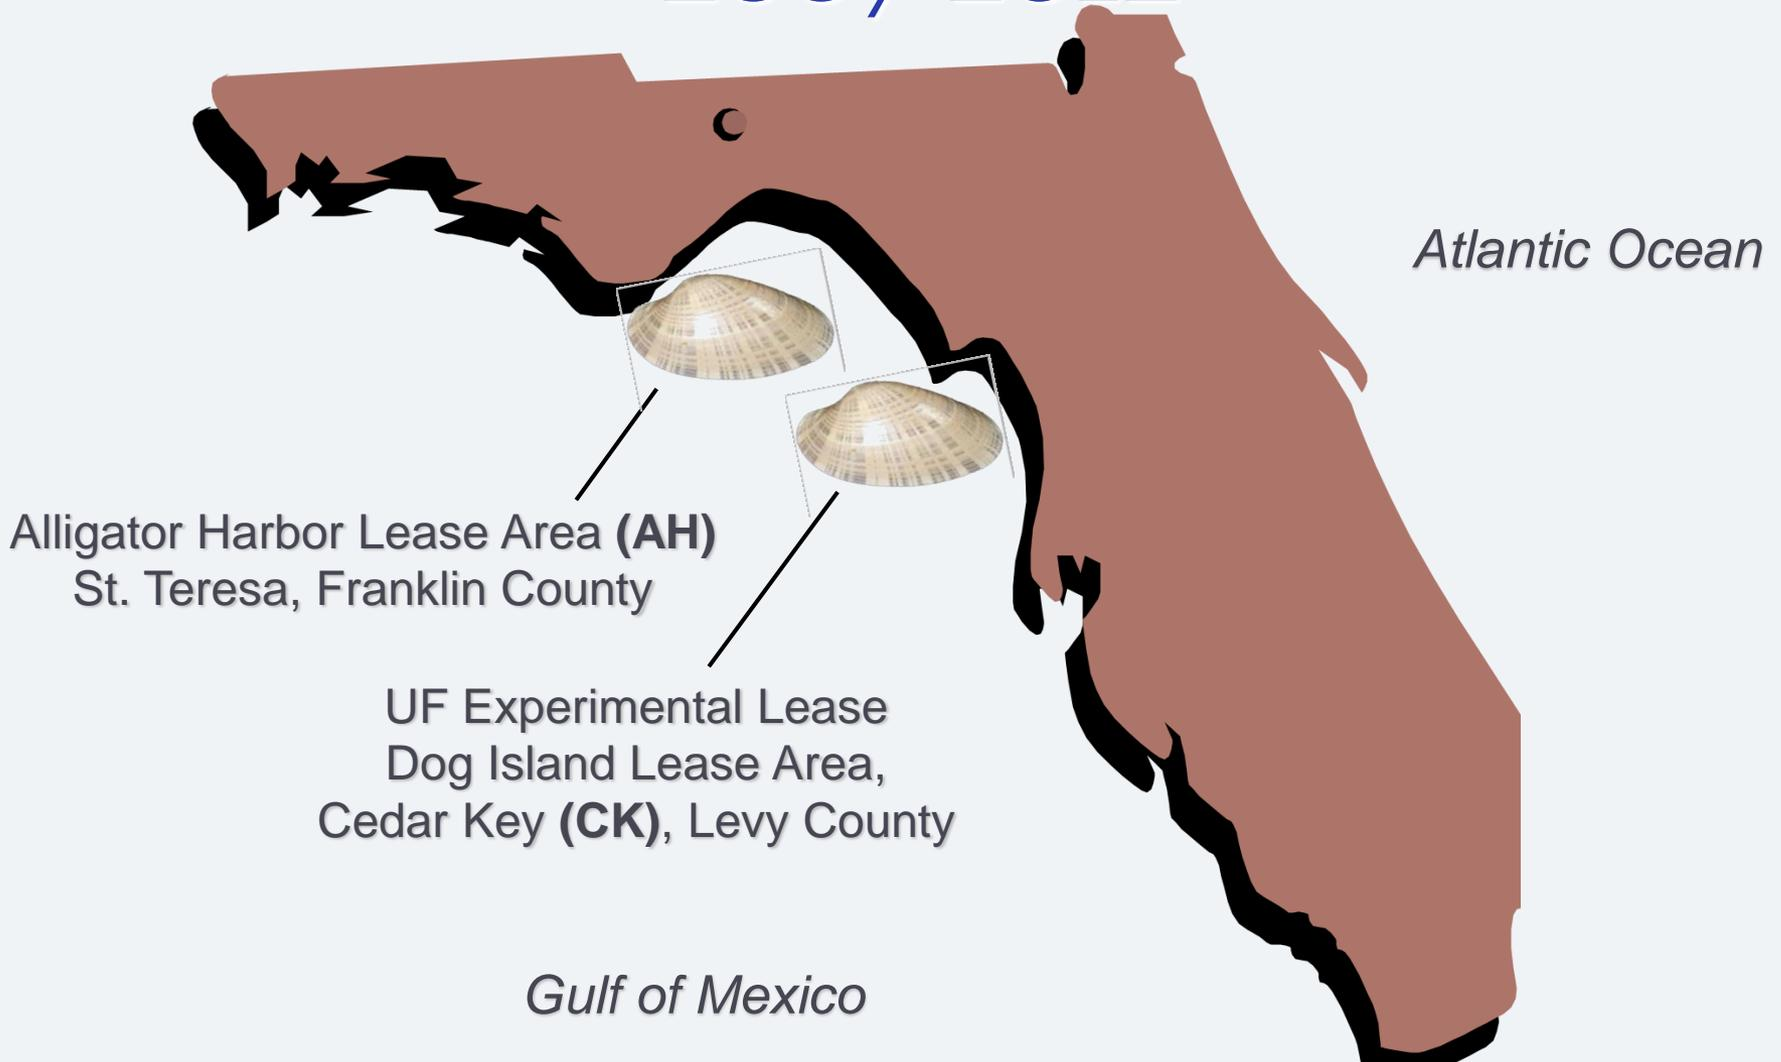 Atlantic Ocean
Alligator Harbor Lease Area (AH)
St. Teresa, Franklin County
UF Experimental Lease
Dog Island Lease Area,
Cedar Key (CK), Levy County
Gulf of Mexico